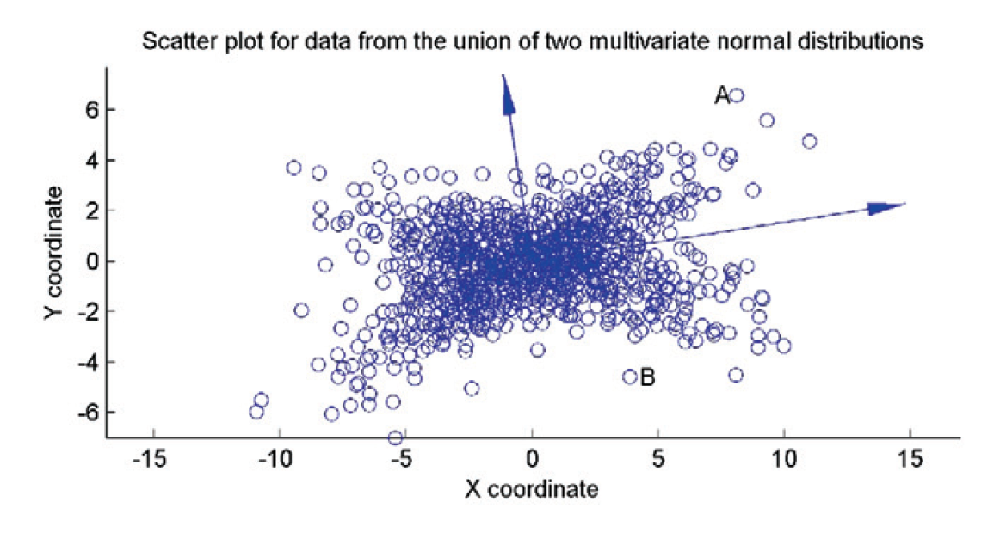 Scatter plot for data from the union of two multivariate normal distributions
A
6
4
2
0
-2
-4
-6
Y coordinate
B
-15 -10 -5 0 5 10 15
X coordinate